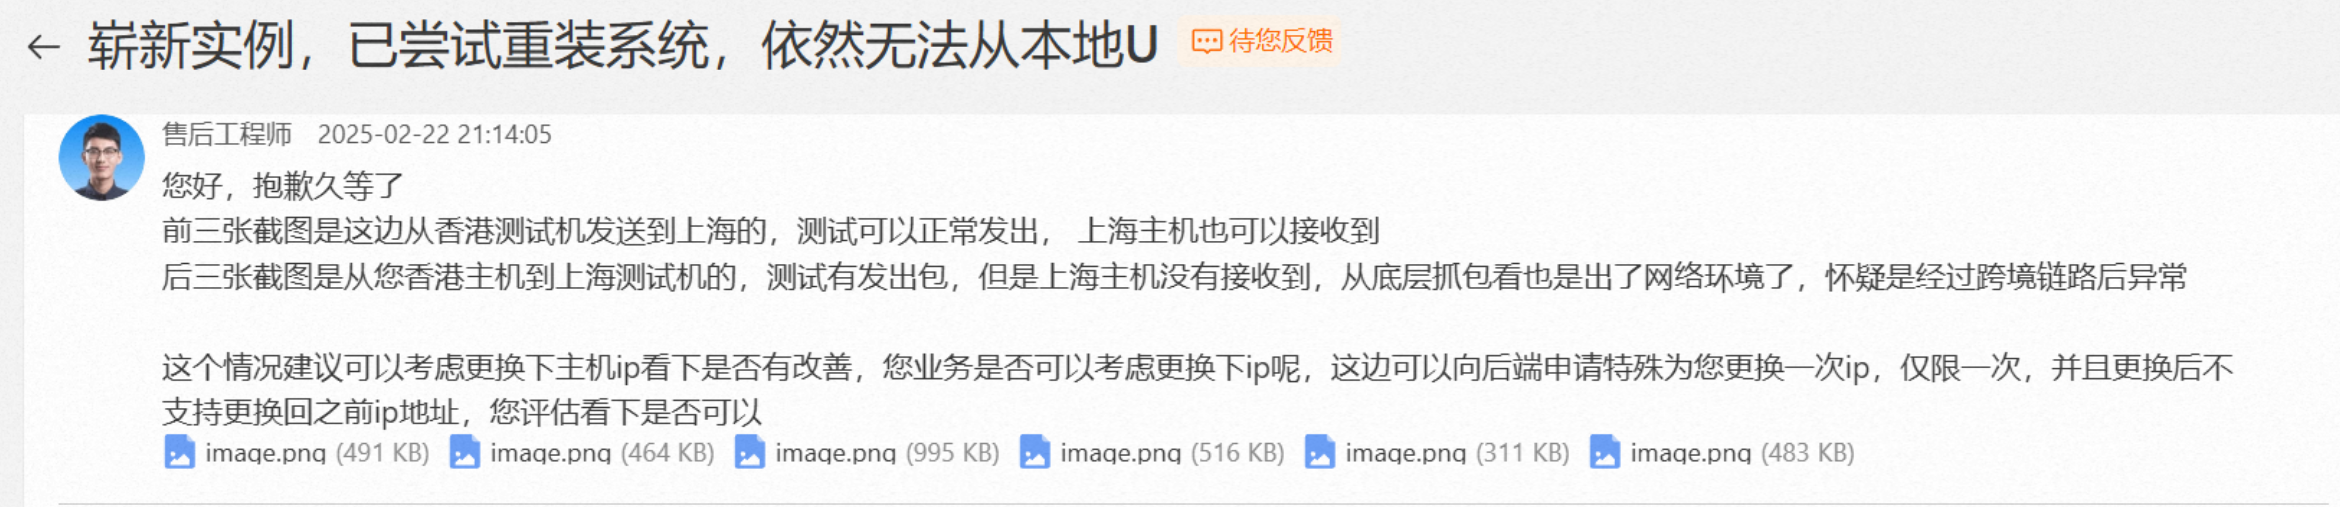 崭新实例，已尝试重装系统，依然无法从本地U 待您反馈
售后工程师 2025-02-22 21:14:05
您好，抱歉久等了
前三张截图是这边从香港测试机发送到上海的，测试可以正常发出， 上海主机也可以接收到
后三张截图是从您香港主机到上海测试机的，测试有发出包，但是上海主机没有接收到，从底层抓包看也是出了网络环境了，怀疑是经过跨境链路后异常
这个情况建议可以考虑更换下主机ip看下是否有改善，您业务是否可以考虑更换下ip呢，这边可以向后端申请特殊为您更换一次ip，仅限一次，并且更换后不
支持更换回之前ip地址，您评估看下是否可以
image.png (491 KB) image.png (464 KB) image.png (995 KB) image.png (516 KB) image.png (311 KB) image.png (483 KB)